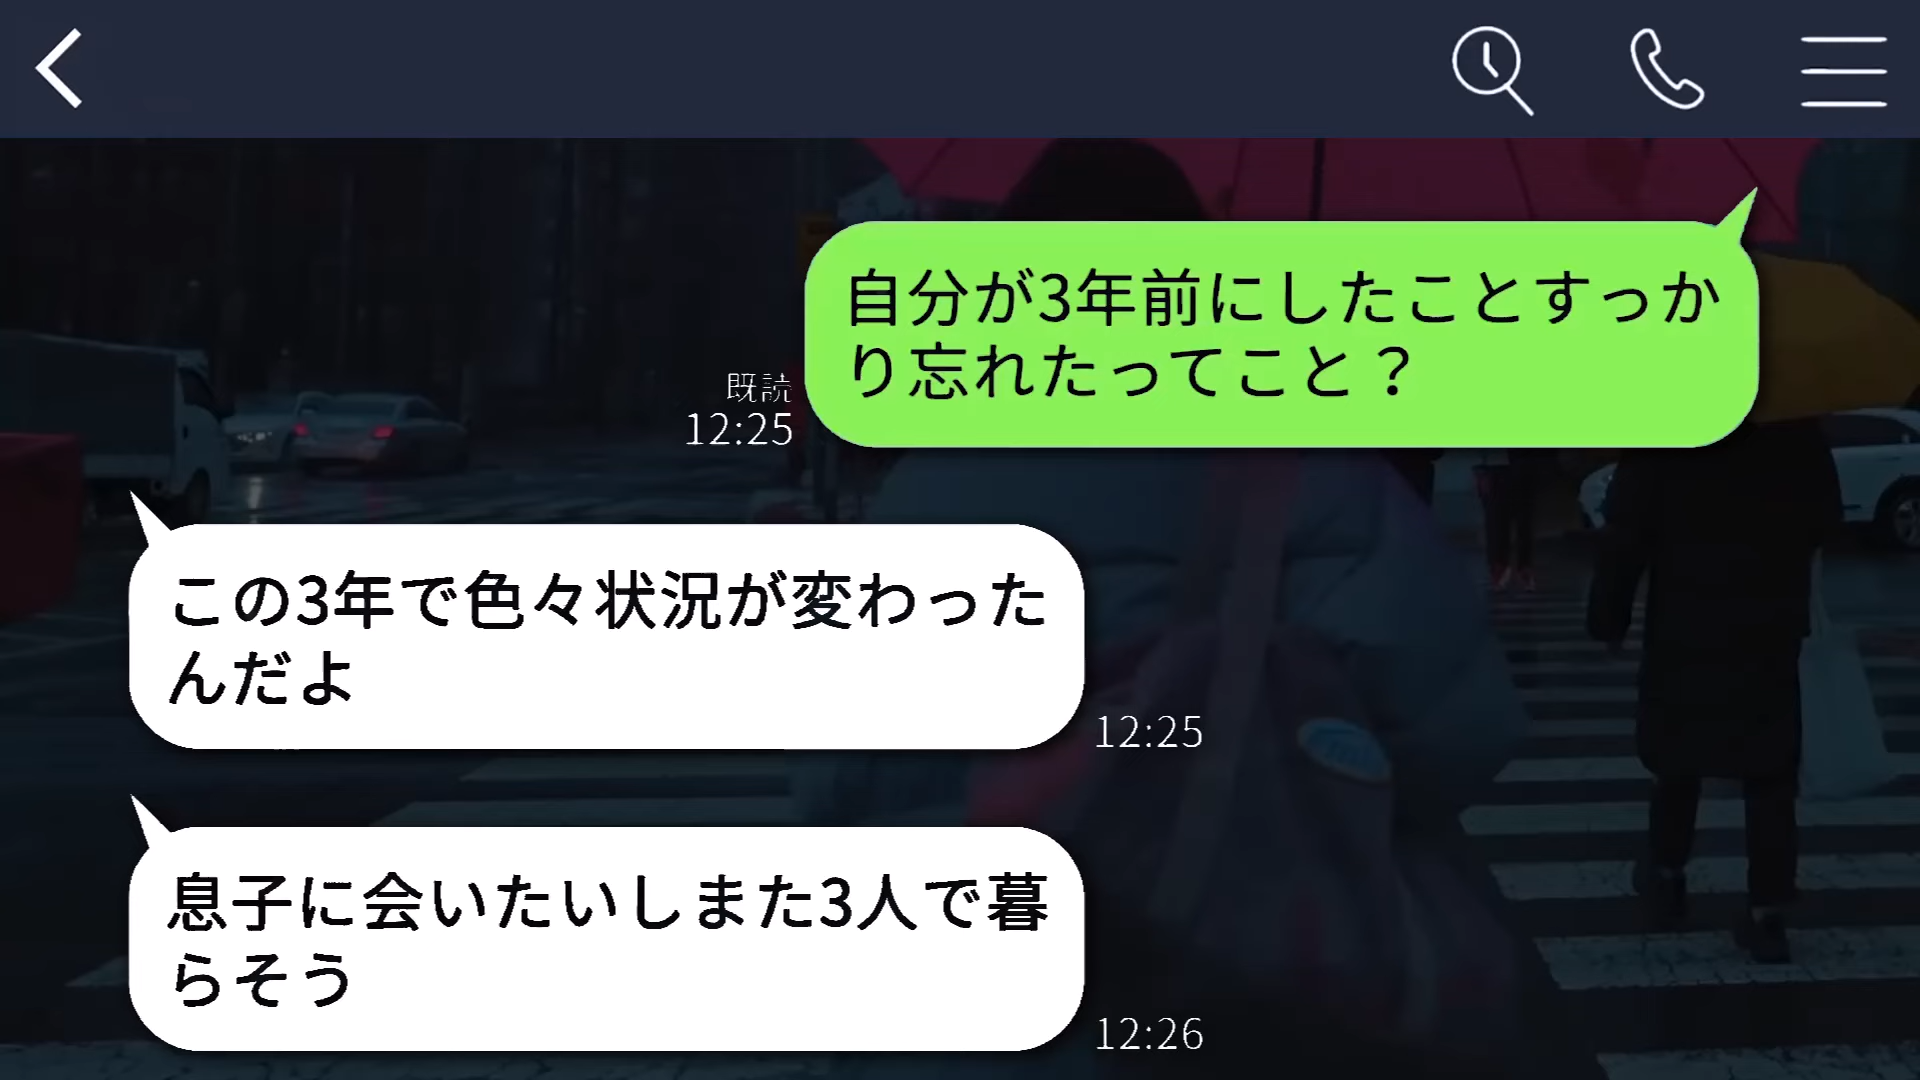 自分が3年前にしたことすっか
り忘れたってこと？
既読
12:25
この3年で色々状況が変わった
んだよ
12:25
息子に会いたいしまた3人で暮
らそう
12:26